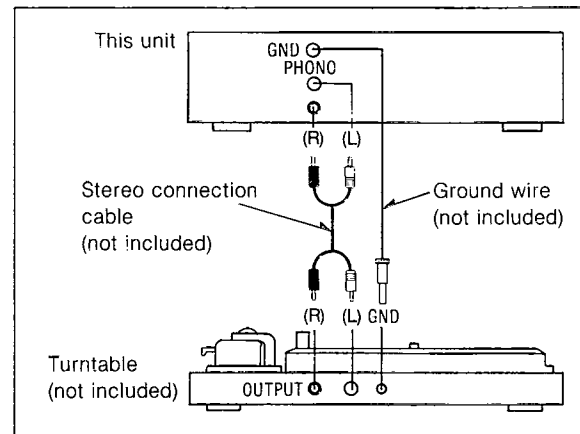 This unit
GND
PHONO
(R) (L)
Stereo connection
cable
(not included)
Ground wire
(not included)
(R) (L) GND
Turntable
(not included)
OUTPUT